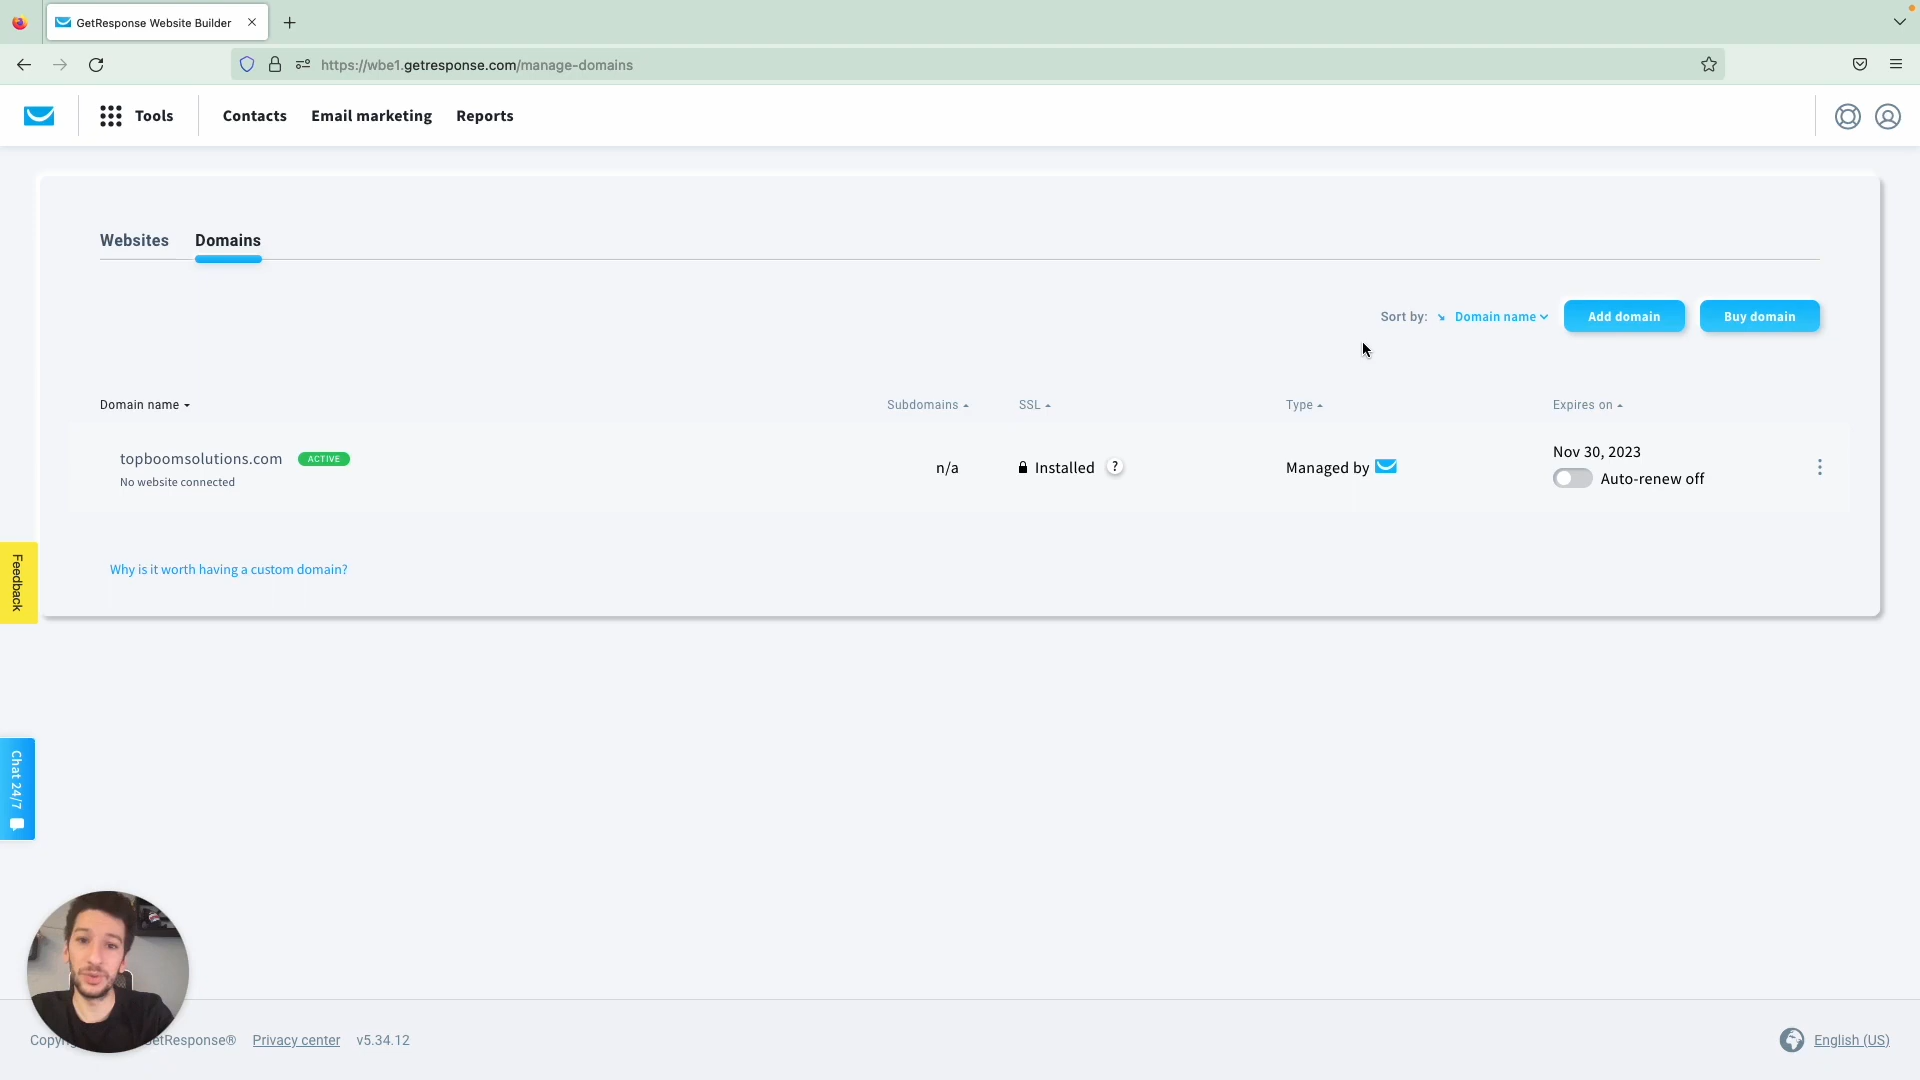 GetResponse Website Builder
https://wbe1.getresponse.com/manage-domains
Tools
Contacts
Email marketing
Reports
Websites
Domains
Sort by:
Domain name
Add domain
Buy domain
Domain name
Subdomains
SSL
Type
Expires on
topboomsolutions.com
ACTIVE
No website connected
n/a
Installed
?
Managed by
Nov 30, 2023
Auto-renew off
Why is it worth having a custom domain?
Feedback
Chat 24/7
Privacy center
v5.34.12
English (US)